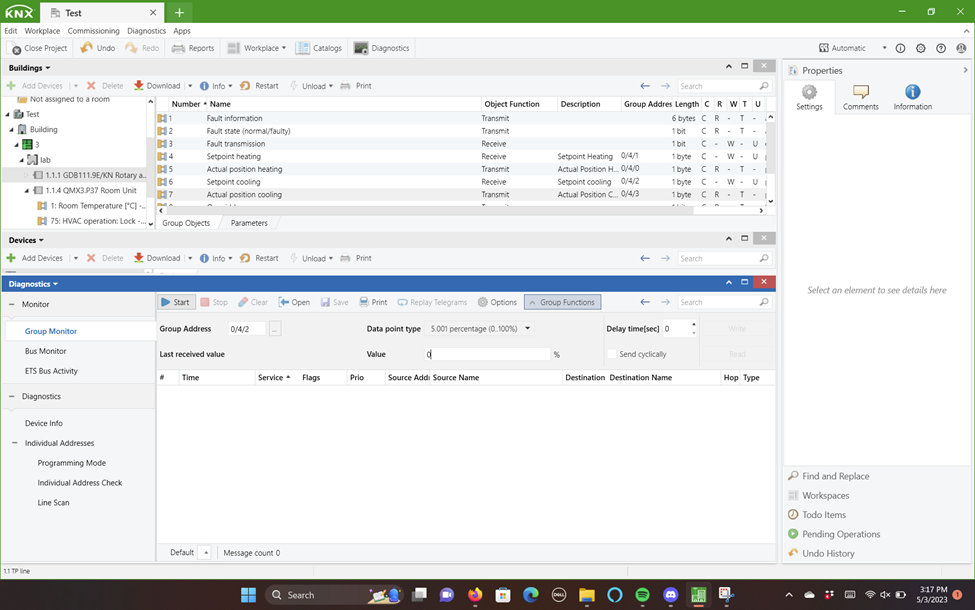 KNX Test × +
Edit Workplace Commissioning Diagnostics Apps
Close Project Undo Redo Reports Workplace Catalogs Diagnostics Automatic
Buildings
Add Devices Delete Download Info Restart Unload Print Search
Not assigned to a room
Test
Building
3
lab
1.1.1 GDB111.9E/KN Rotary a...
1.1.4 QMX3.P37 Room Unit
1: Room Temperature [°C] -...
75: HVAC operation: Lock -...
Number Name Object Function Description Group Addres Length C R W T U
1 Fault information Transmit 6 bytes C R - T -
2 Fault state (normal/faulty) Transmit 1 bit C R - T -
3 Fault transmission Receive 1 bit C - W - U
4 Setpoint heating Receive Setpoint Heating 0/4/1 1 byte C - W - U
5 Actual position heating Transmit Actual Position H... 0/4/0 1 byte C R - T -
6 Setpoint cooling Receive Setpoint cooling 0/4/2 1 byte C - W - U
7 Actual position cooling Transmit Actual Position C... 0/4/3 1 byte C R - T -
Group Objects Parameters
Devices
Add Devices Delete Download Info Restart Unload Print Search
Diagnostics
Monitor
Group Monitor
Bus Monitor
ETS Bus Activity
Diagnostics
Device Info
Individual Addresses
Programming Mode
Individual Address Check
Line Scan
Start Stop Clear Open Save Print Replay Telegrams Options Group Functions Search
Group Address 0/4/2 ... Data point type 5.001 percentage (0..100%) Delay time[sec] 0 Write
Last received value Value 0 % Send cyclically Read
# Time Service Flags Prio Source Addr Source Name Destination Destination Name Hop Type
Default Message count 0
Properties
Settings Comments Information
Select an element to see details here
Find and Replace
Workspaces
Todo Items
Pending Operations
Undo History
1.1 TP line
Search
DELL
3:17 PM
5/3/2023
1